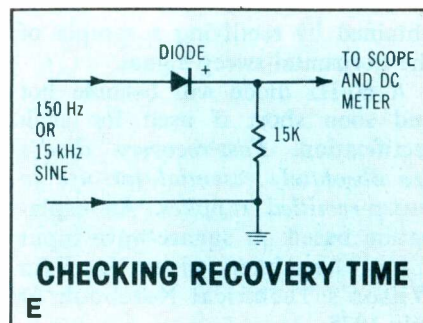 DIODE
+
TO SCOPE
AND DC
METER
150 Hz
OR
15 kHz
SINE
15K
CHECKING RECOVERY TIME
E